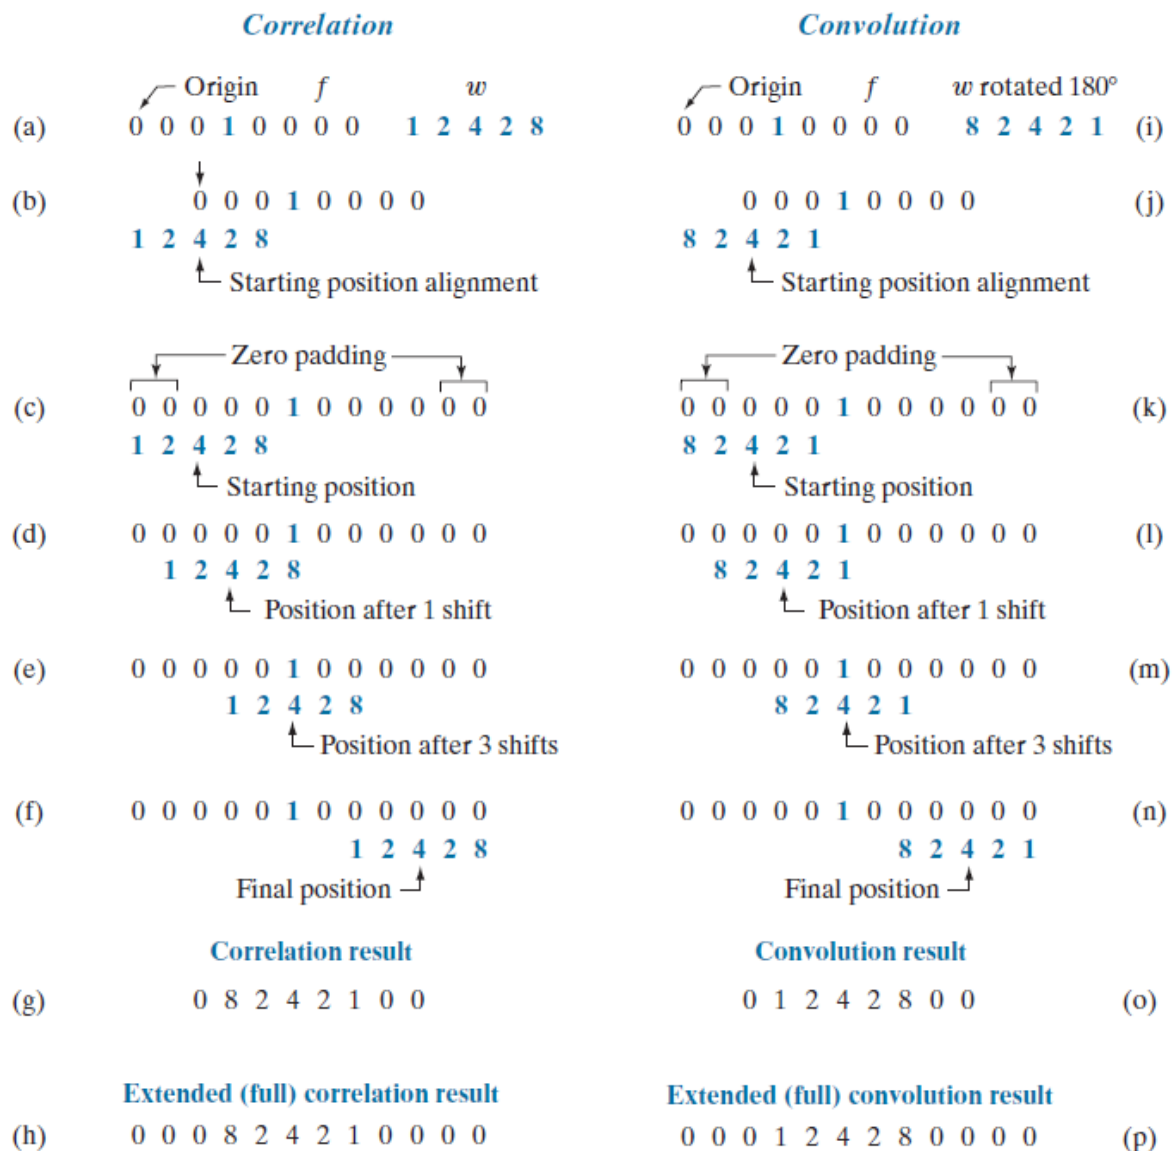 Correlation Convolution
Origin f w Origin f w rotated 180°
(a) 0 0 0 1 0 0 0 0 1 2 4 2 8 0 0 0 1 0 0 0 0 8 2 4 2 1 (i)
(b) 0 0 0 1 0 0 0 0 0 0 0 1 0 0 0 0 (j)
1 2 4 2 8 8 2 4 2 1
Starting position alignment Starting position alignment
Zero padding Zero padding
(c) 0 0 0 0 0 1 0 0 0 0 0 0 0 0 0 0 0 1 0 0 0 0 0 0 (k)
1 2 4 2 8 8 2 4 2 1
Starting position Starting position
(d) 0 0 0 0 0 1 0 0 0 0 0 0 0 0 0 0 0 1 0 0 0 0 0 0 (l)
1 2 4 2 8 8 2 4 2 1
Position after 1 shift Position after 1 shift
(e) 0 0 0 0 0 1 0 0 0 0 0 0 0 0 0 0 0 1 0 0 0 0 0 0 (m)
1 2 4 2 8 8 2 4 2 1
Position after 3 shifts Position after 3 shifts
(f) 0 0 0 0 0 1 0 0 0 0 0 0 0 0 0 0 0 1 0 0 0 0 0 0 (n)
1 2 4 2 8 8 2 4 2 1
Final position Final position
Correlation result Convolution result
(g) 0 8 2 4 2 1 0 0 0 1 2 4 2 8 0 0 (o)
Extended (full) correlation result Extended (full) convolution result
(h) 0 0 0 8 2 4 2 1 0 0 0 0 0 0 0 1 2 4 2 8 0 0 0 0 (p)